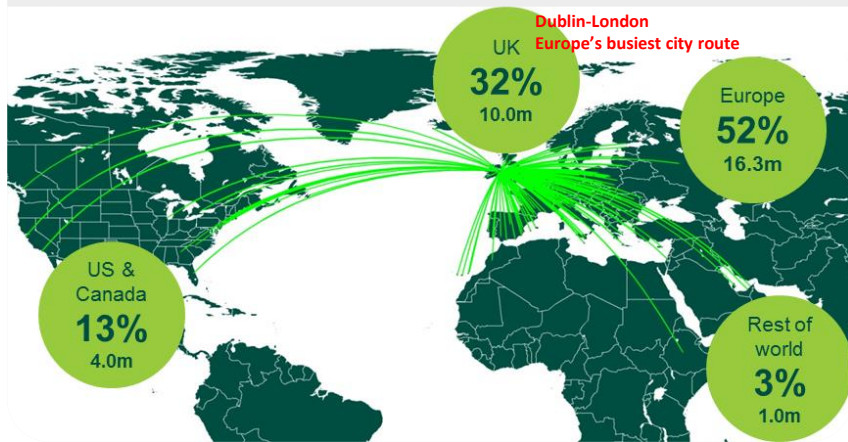 Dublin-London
Europe’s busiest city route
UK
32%
10.0m
Europe
52%
16.3m
US &
Canada
13%
4.0m
Rest of
world
3%
1.0m